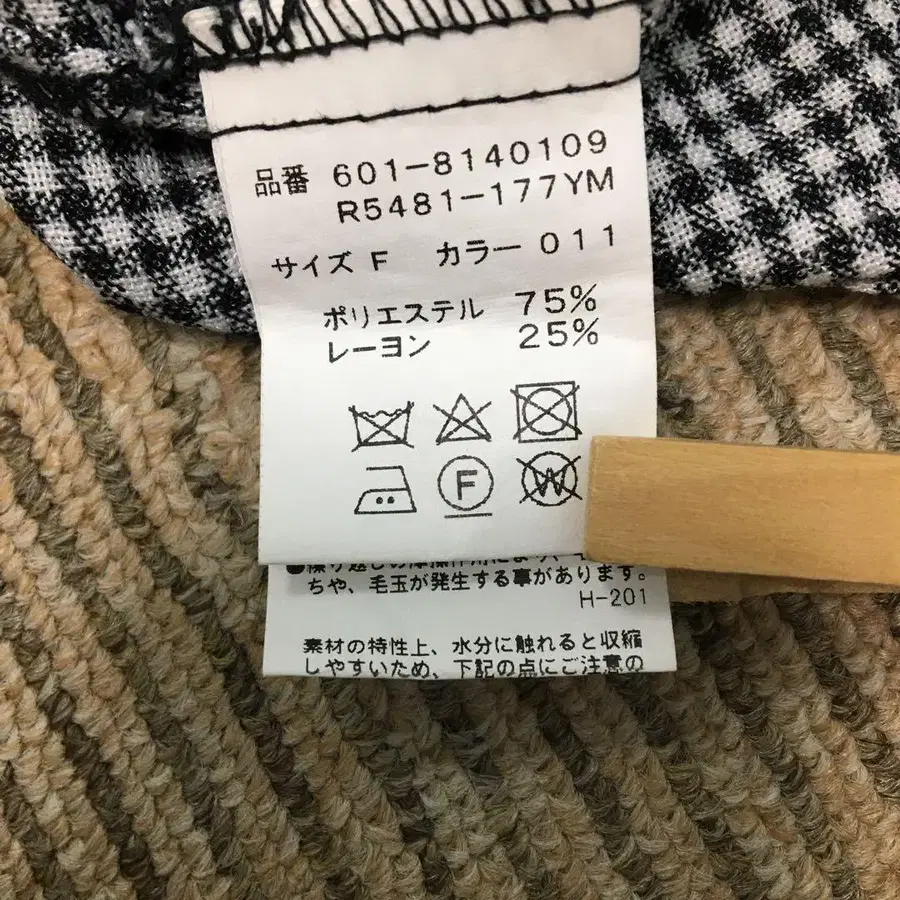 品番 601-8140109
R5481-177YM
サイズ F カラー 011
ポリエステル 75%
レーヨン 25%
F
W
ちや、毛玉が発生する事があります。
H-201
素材の特性上、水分に触れると収縮
しやすいため、下記の点にご注意の